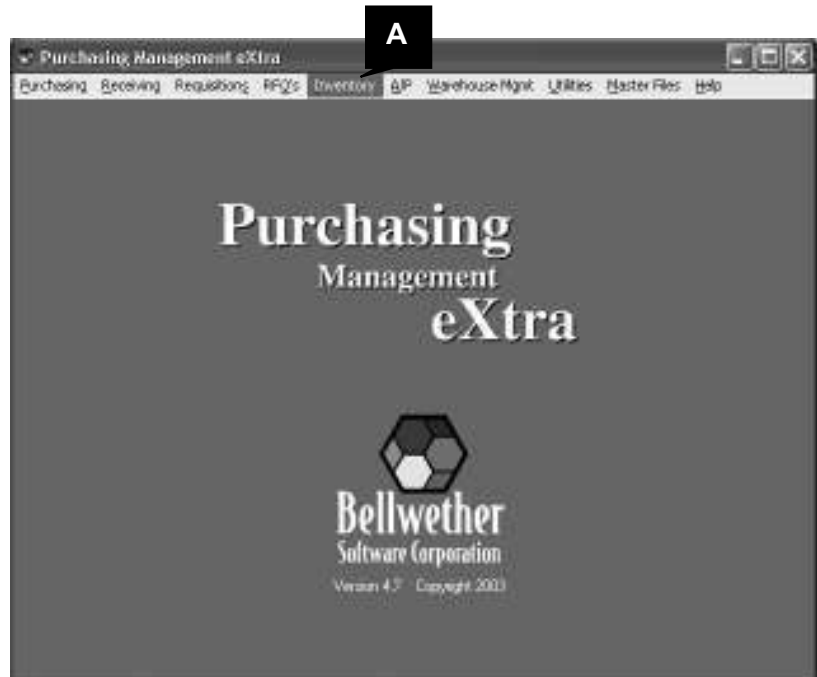 A
Purchasing Management eXtra
Purchasing Receiving Requisitions RFQ's Inventory A/P Warehouse Mgmt Utilities Master Files Help
Purchasing
Management
eXtra
Bellwether
Software Corporation
Version 4.7 Copyright 2003